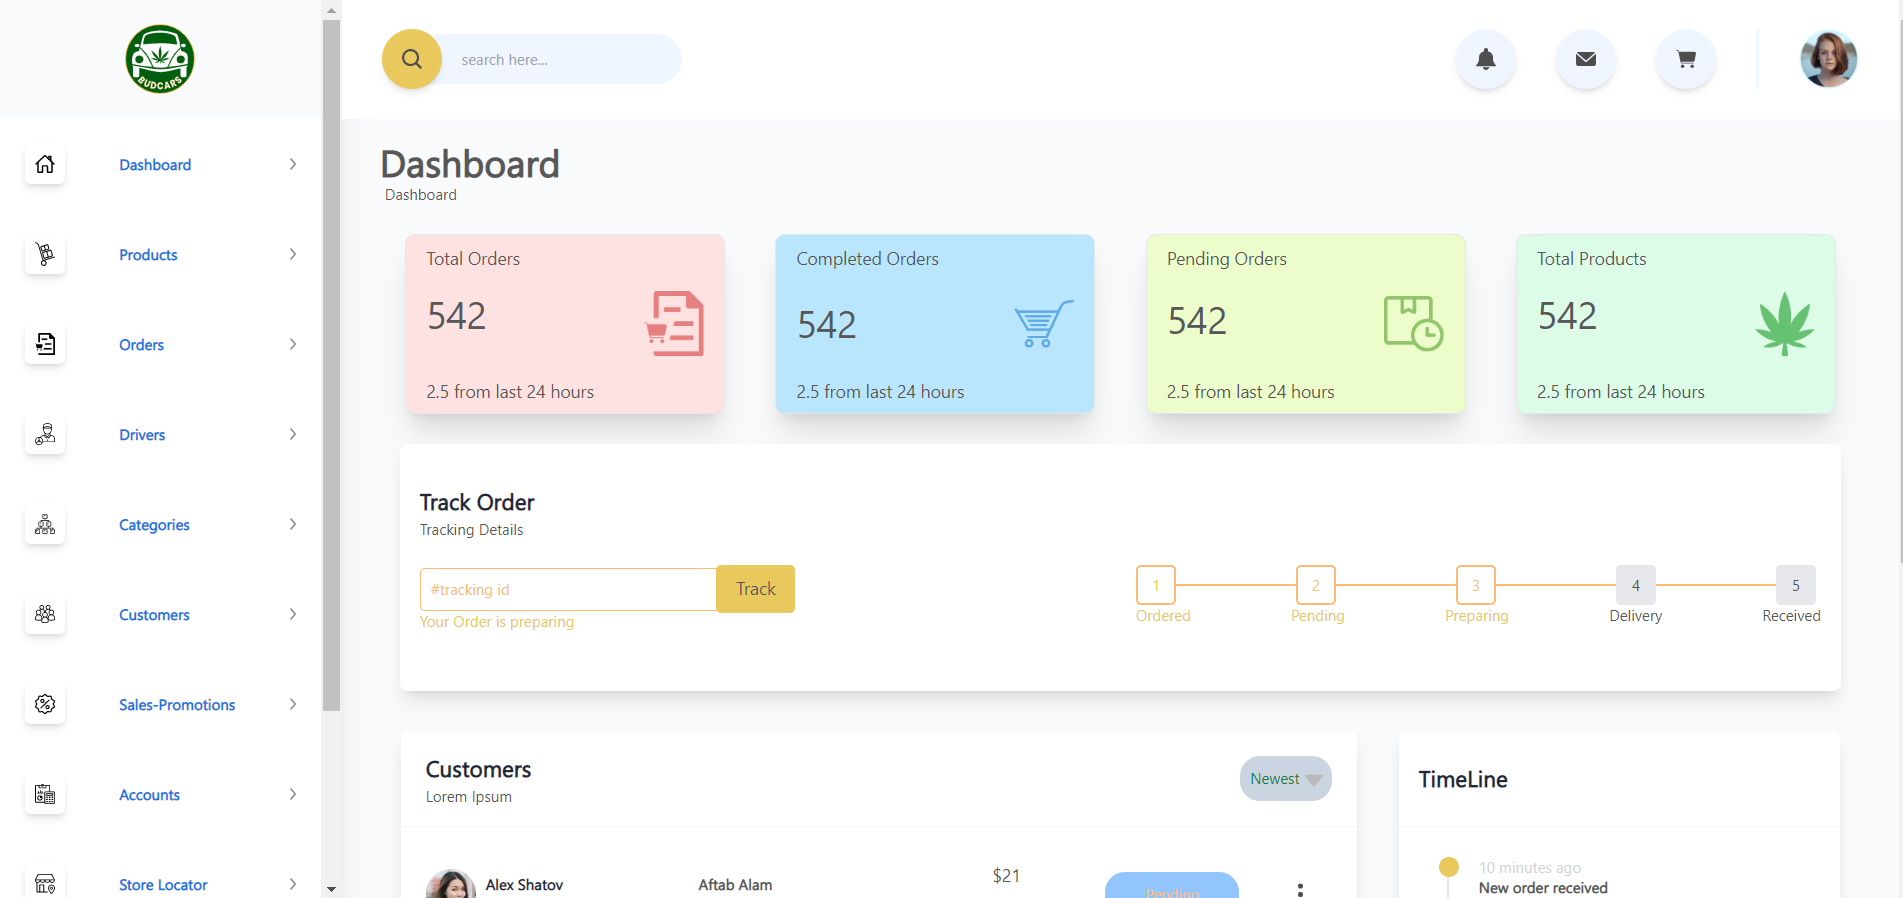 BUDCARS
search here...
Dashboard
Products
Orders
Drivers
Categories
Customers
Sales-Promotions
Accounts
Store Locator
Dashboard
Dashboard
Total Orders
542
2.5 from last 24 hours
Completed Orders
542
2.5 from last 24 hours
Pending Orders
542
2.5 from last 24 hours
Total Products
542
2.5 from last 24 hours
Track Order
Tracking Details
#tracking id
Track
Your Order is preparing
1
Ordered
2
Pending
3
Preparing
4
Delivery
5
Received
Customers
Lorem Ipsum
Newest
Alex Shatov
Aftab Alam
$21
Pending
TimeLine
10 minutes ago
New order received